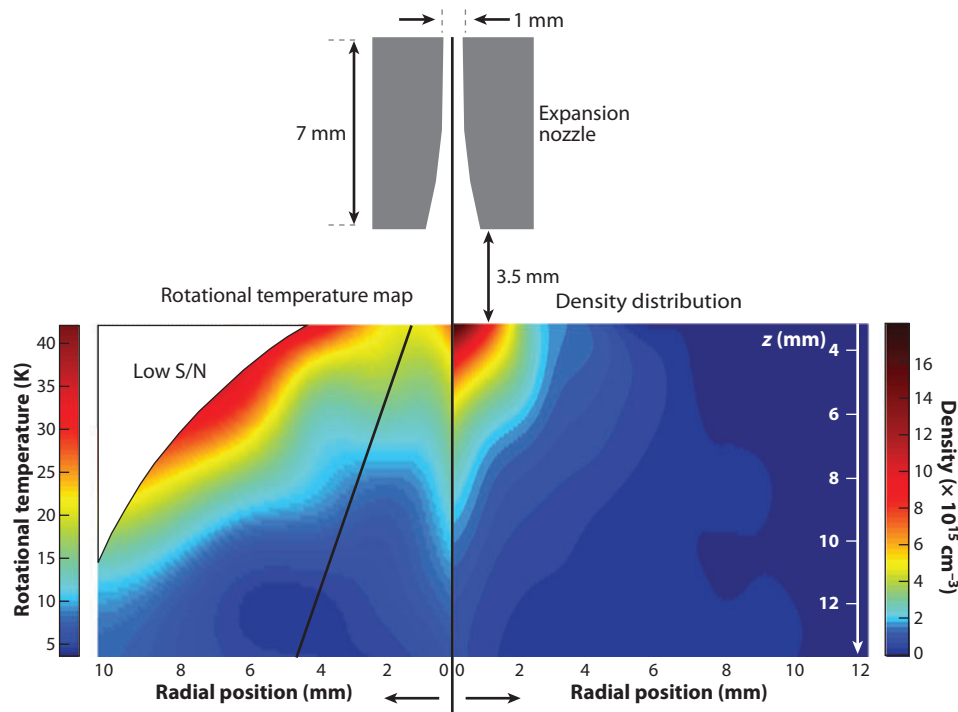 1 mm
7 mm
Expansion
nozzle
3.5 mm
Rotational temperature map
Density distribution
Low S/N
z (mm)
Rotational temperature (K)
40
35
30
25
20
15
10
5
4
6
8
10
12
16
14
12
10
8
6
4
2
0
Density (× 10¹⁵ cm⁻³)
10 8 6 4 2 0
0 2 4 6 8 10 12
Radial position (mm)
Radial position (mm)